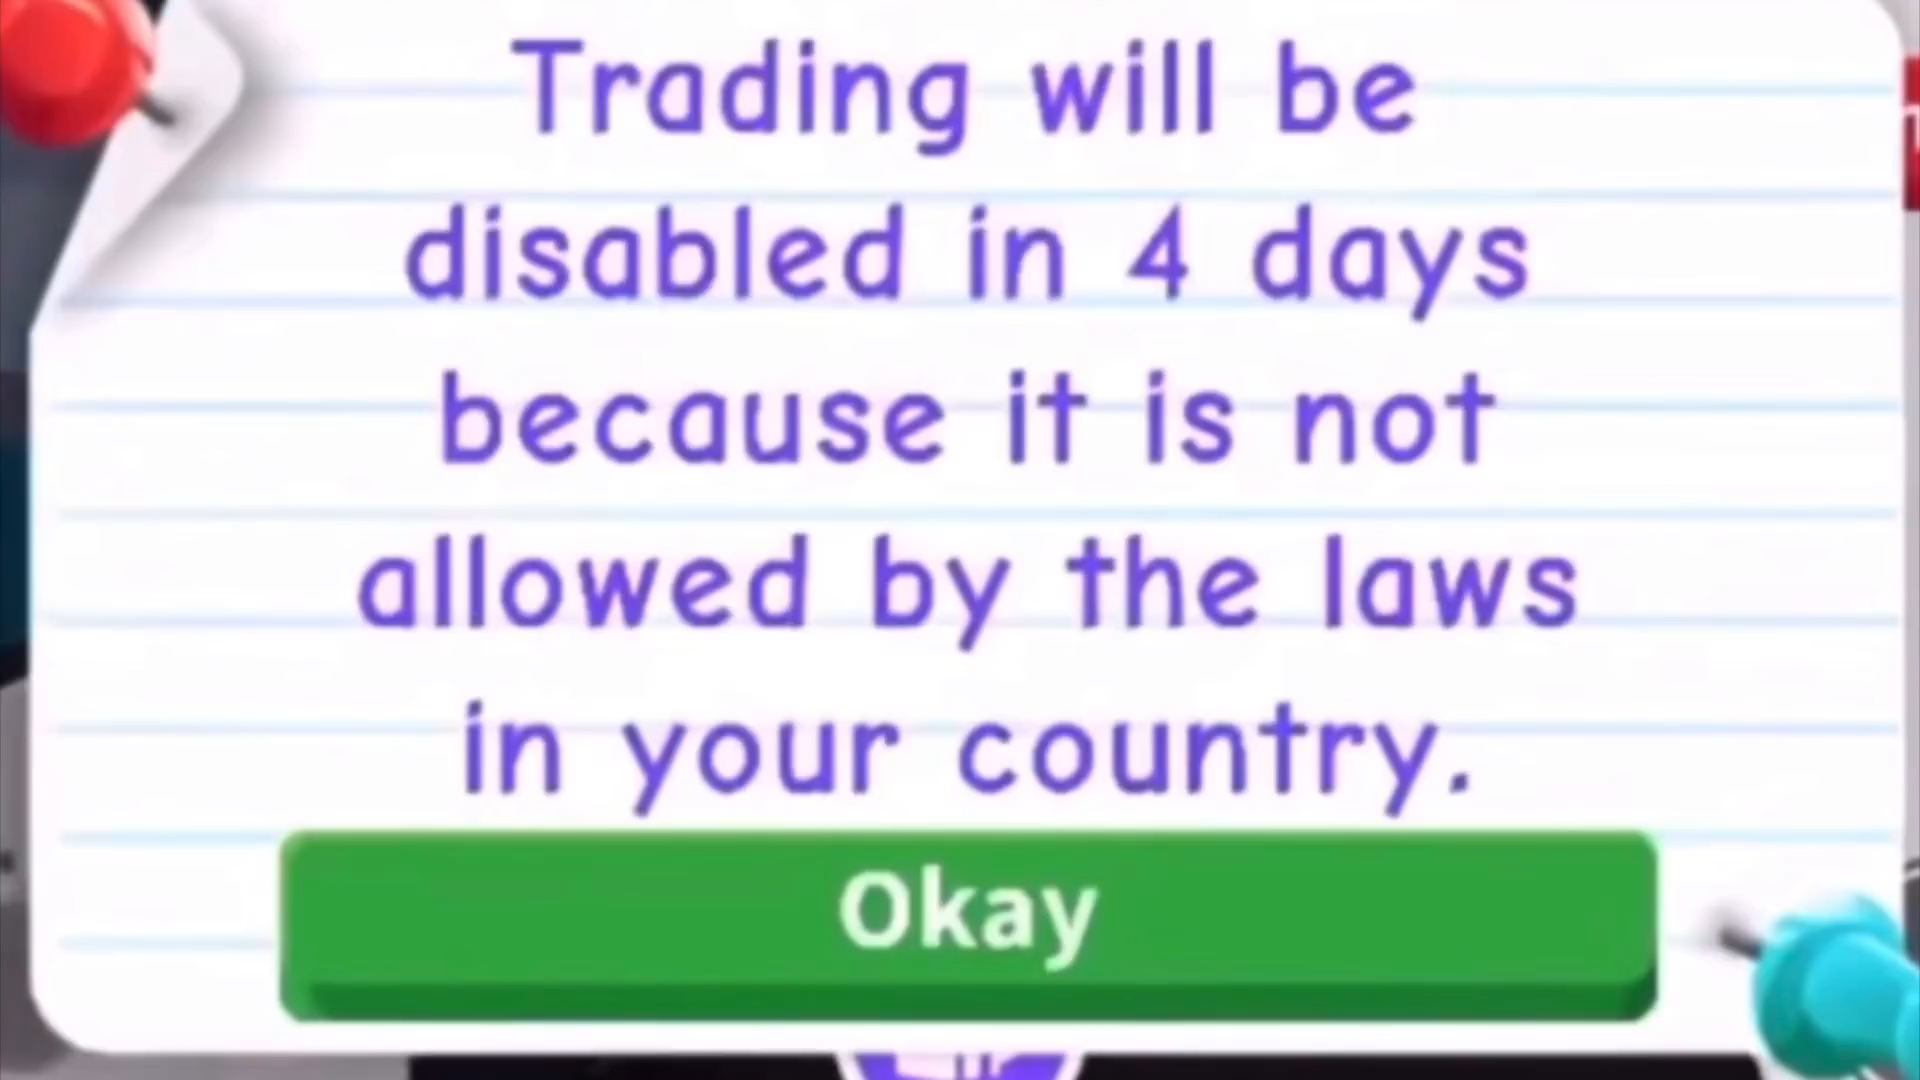 Trading will be
disabled in 4 days
because it is not
allowed by the laws
in your country.
Okay